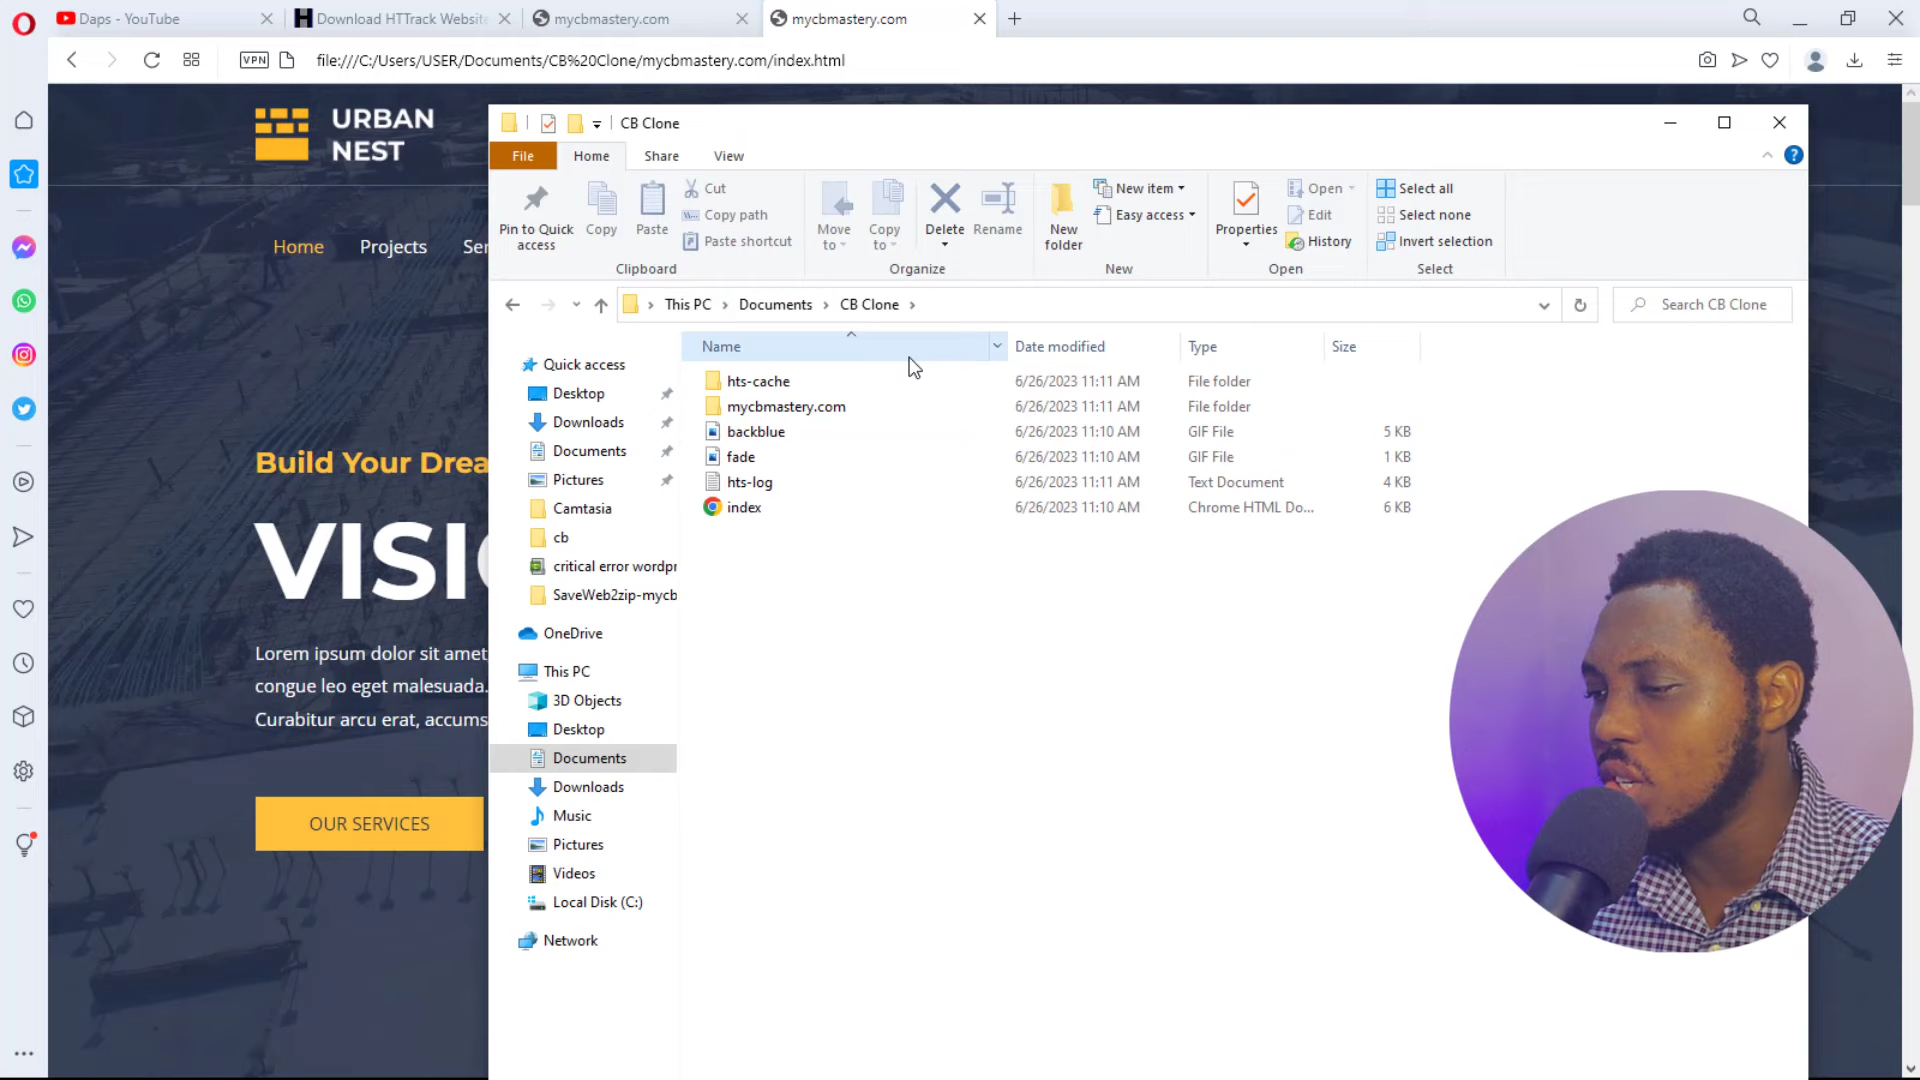 Daps - YouTube
Download HTTrack Website
mycbmastery.com
mycbmastery.com
VPN
file:///C:/Users/USER/Documents/CB%20Clone/mycbmastery.com/index.html
URBAN
NEST
Home Projects Ser
Build Your Drea
VISI
Lorem ipsum dolor sit amet
congue leo eget malesuada.
Curabitur arcu erat, accums
OUR SERVICES
CB Clone
File Home Share View
Pin to Quick access
Copy
Paste
Cut
Copy path
Paste shortcut
Clipboard
Move to
Copy to
Delete
Rename
Organize
New folder
New item
Easy access
New
Properties
Open
Edit
History
Open
Select all
Select none
Invert selection
Select
This PC > Documents > CB Clone >
Search CB Clone
Name Date modified Type Size
hts-cache 6/26/2023 11:11 AM File folder
mycbmastery.com 6/26/2023 11:11 AM File folder
backblue 6/26/2023 11:10 AM GIF File 5 KB
fade 6/26/2023 11:10 AM GIF File 1 KB
hts-log 6/26/2023 11:11 AM Text Document 4 KB
index 6/26/2023 11:10 AM Chrome HTML Do... 6 KB
Quick access
Desktop
Downloads
Documents
Pictures
Camtasia
cb
critical error wordpr
SaveWeb2zip-mycb
OneDrive
This PC
3D Objects
Desktop
Documents
Downloads
Music
Pictures
Videos
Local Disk (C:)
Network